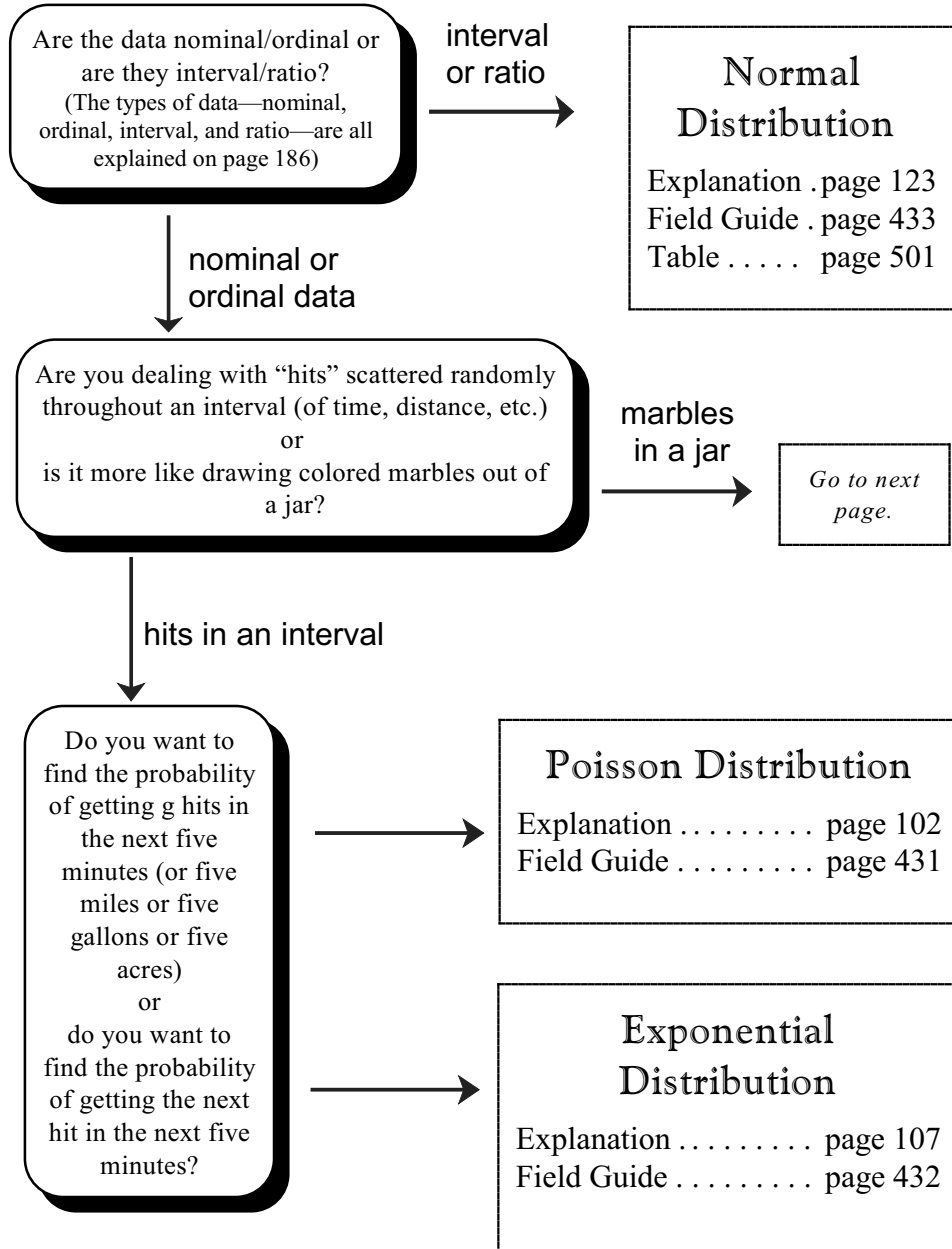 Are the data nominal/ordinal or
are they interval/ratio?
(The types of data—nominal,
ordinal, interval, and ratio—are all
explained on page 186)
interval
or ratio
Normal
Distribution
Explanation . page 123
Field Guide . page 433
Table . . . . . page 501
nominal or
ordinal data
Are you dealing with “hits” scattered randomly
throughout an interval (of time, distance, etc.)
or
is it more like drawing colored marbles out of
a jar?
marbles
in a jar
Go to next
page.
hits in an interval
Do you want to
find the probability
of getting g hits in
the next five
minutes (or five
miles or five
gallons or five
acres)
or
do you want to
find the probability
of getting the next
hit in the next five
minutes?
Poisson Distribution
Explanation . . . . . . . . . page 102
Field Guide . . . . . . . . . page 431
Exponential
Distribution
Explanation . . . . . . . . . page 107
Field Guide . . . . . . . . . page 432